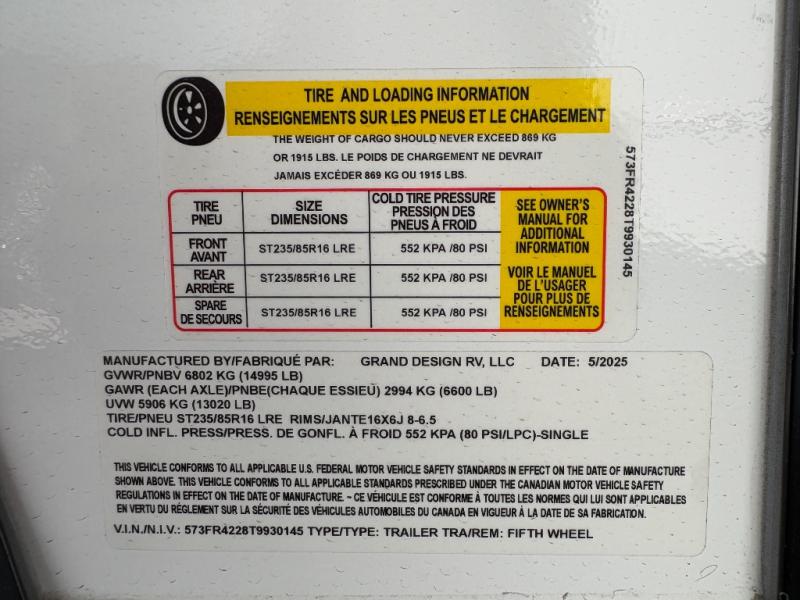 TIRE AND LOADING INFORMATION
RENSEIGNEMENTS SUR LES PNEUS ET LE CHARGEMENT
THE WEIGHT OF CARGO SHOULD NEVER EXCEED 869 KG
OR 1915 LBS. LE POIDS DE CHARGEMENT NE DEVRAIT
JAMAIS EXCÉDER 869 KG OU 1915 LBS.
TIRE
PNEU
SIZE
DIMENSIONS
COLD TIRE PRESSURE
PRESSION DES
PNEUS À FROID
FRONT
AVANT
ST235/85R16 LRE
552 KPA /80 PSI
REAR
ARRIÈRE
ST235/85R16 LRE
552 KPA /80 PSI
SPARE
DE SECOURS
ST235/85R16 LRE
552 KPA /80 PSI
SEE OWNER'S
MANUAL FOR
ADDITIONAL
INFORMATION
VOIR LE MANUEL
DE L'USAGER
POUR PLUS DE
RENSEIGNEMENTS
573FR4228T9930145
MANUFACTURED BY/FABRIQUÉ PAR: GRAND DESIGN RV, LLC DATE: 5/2025
GVWR/PNBV 6802 KG (14995 LB)
GAWR (EACH AXLE)/PNBE(CHAQUE ESSIEU) 2994 KG (6600 LB)
UVW 5906 KG (13020 LB)
TIRE/PNEU ST235/85R16 LRE RIMS/JANTE16X6J 8-6.5
COLD INFL. PRESS/PRESS. DE GONFL. À FROID 552 KPA (80 PSI/LPC)-SINGLE
THIS VEHICLE CONFORMS TO ALL APPLICABLE U.S. FEDERAL MOTOR VEHICLE SAFETY STANDARDS IN EFFECT ON THE DATE OF MANUFACTURE
SHOWN ABOVE. THIS VEHICLE CONFORMS TO ALL APPLICABLE STANDARDS PRESCRIBED UNDER THE CANADIAN MOTOR VEHICLE SAFETY
REGULATIONS IN EFFECT ON THE DATE OF MANUFACTURE. ~ CE VÉHICULE EST CONFORME À TOUTES LES NORMES QUI LUI SONT APPLICABLES
EN VERTU DU RÉGLEMENT SUR LA SÉCURITÉ DES VÉHICULES AUTOMOBILES DU CANADA EN VIGUEUR À LA DATE DE SA FABRICATION.
V.I.N./N.I.V.: 573FR4228T9930145 TYPE/TYPE: TRAILER TRA/REM: FIFTH WHEEL